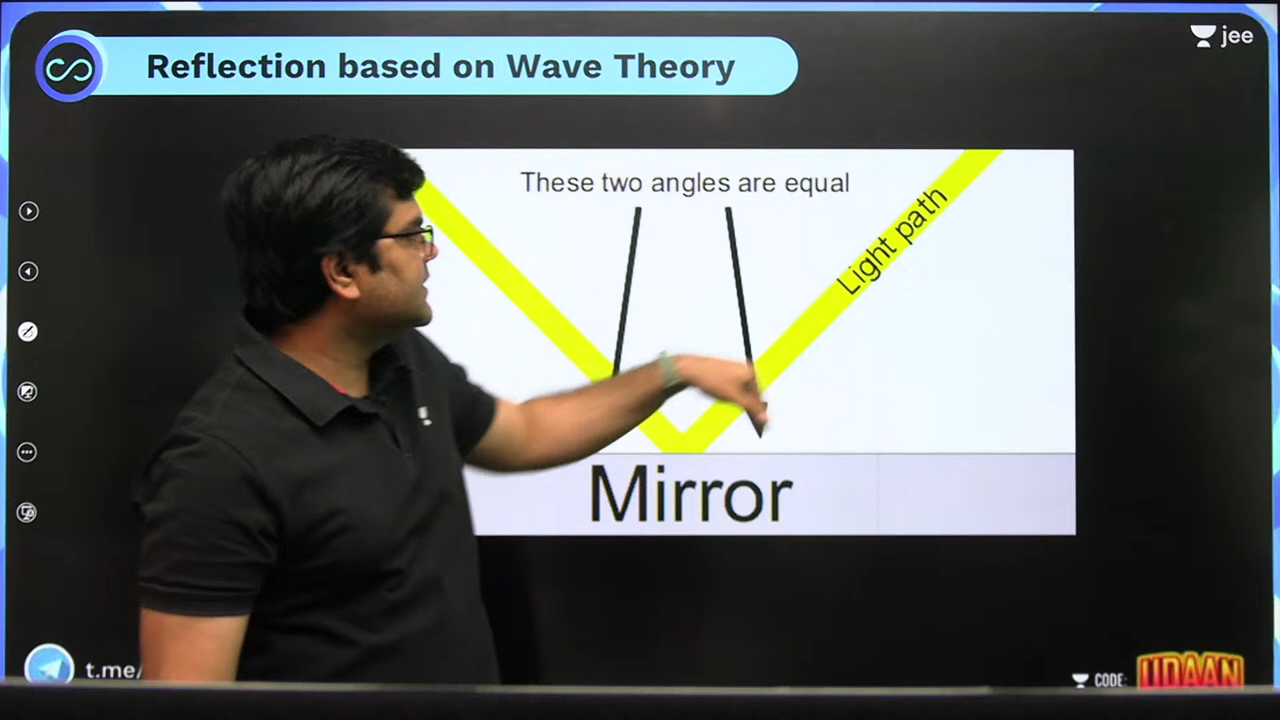 Reflection based on Wave Theory
jee
These two angles are equal
Light path
Mirror
t.me/
CODE:
UDAAN